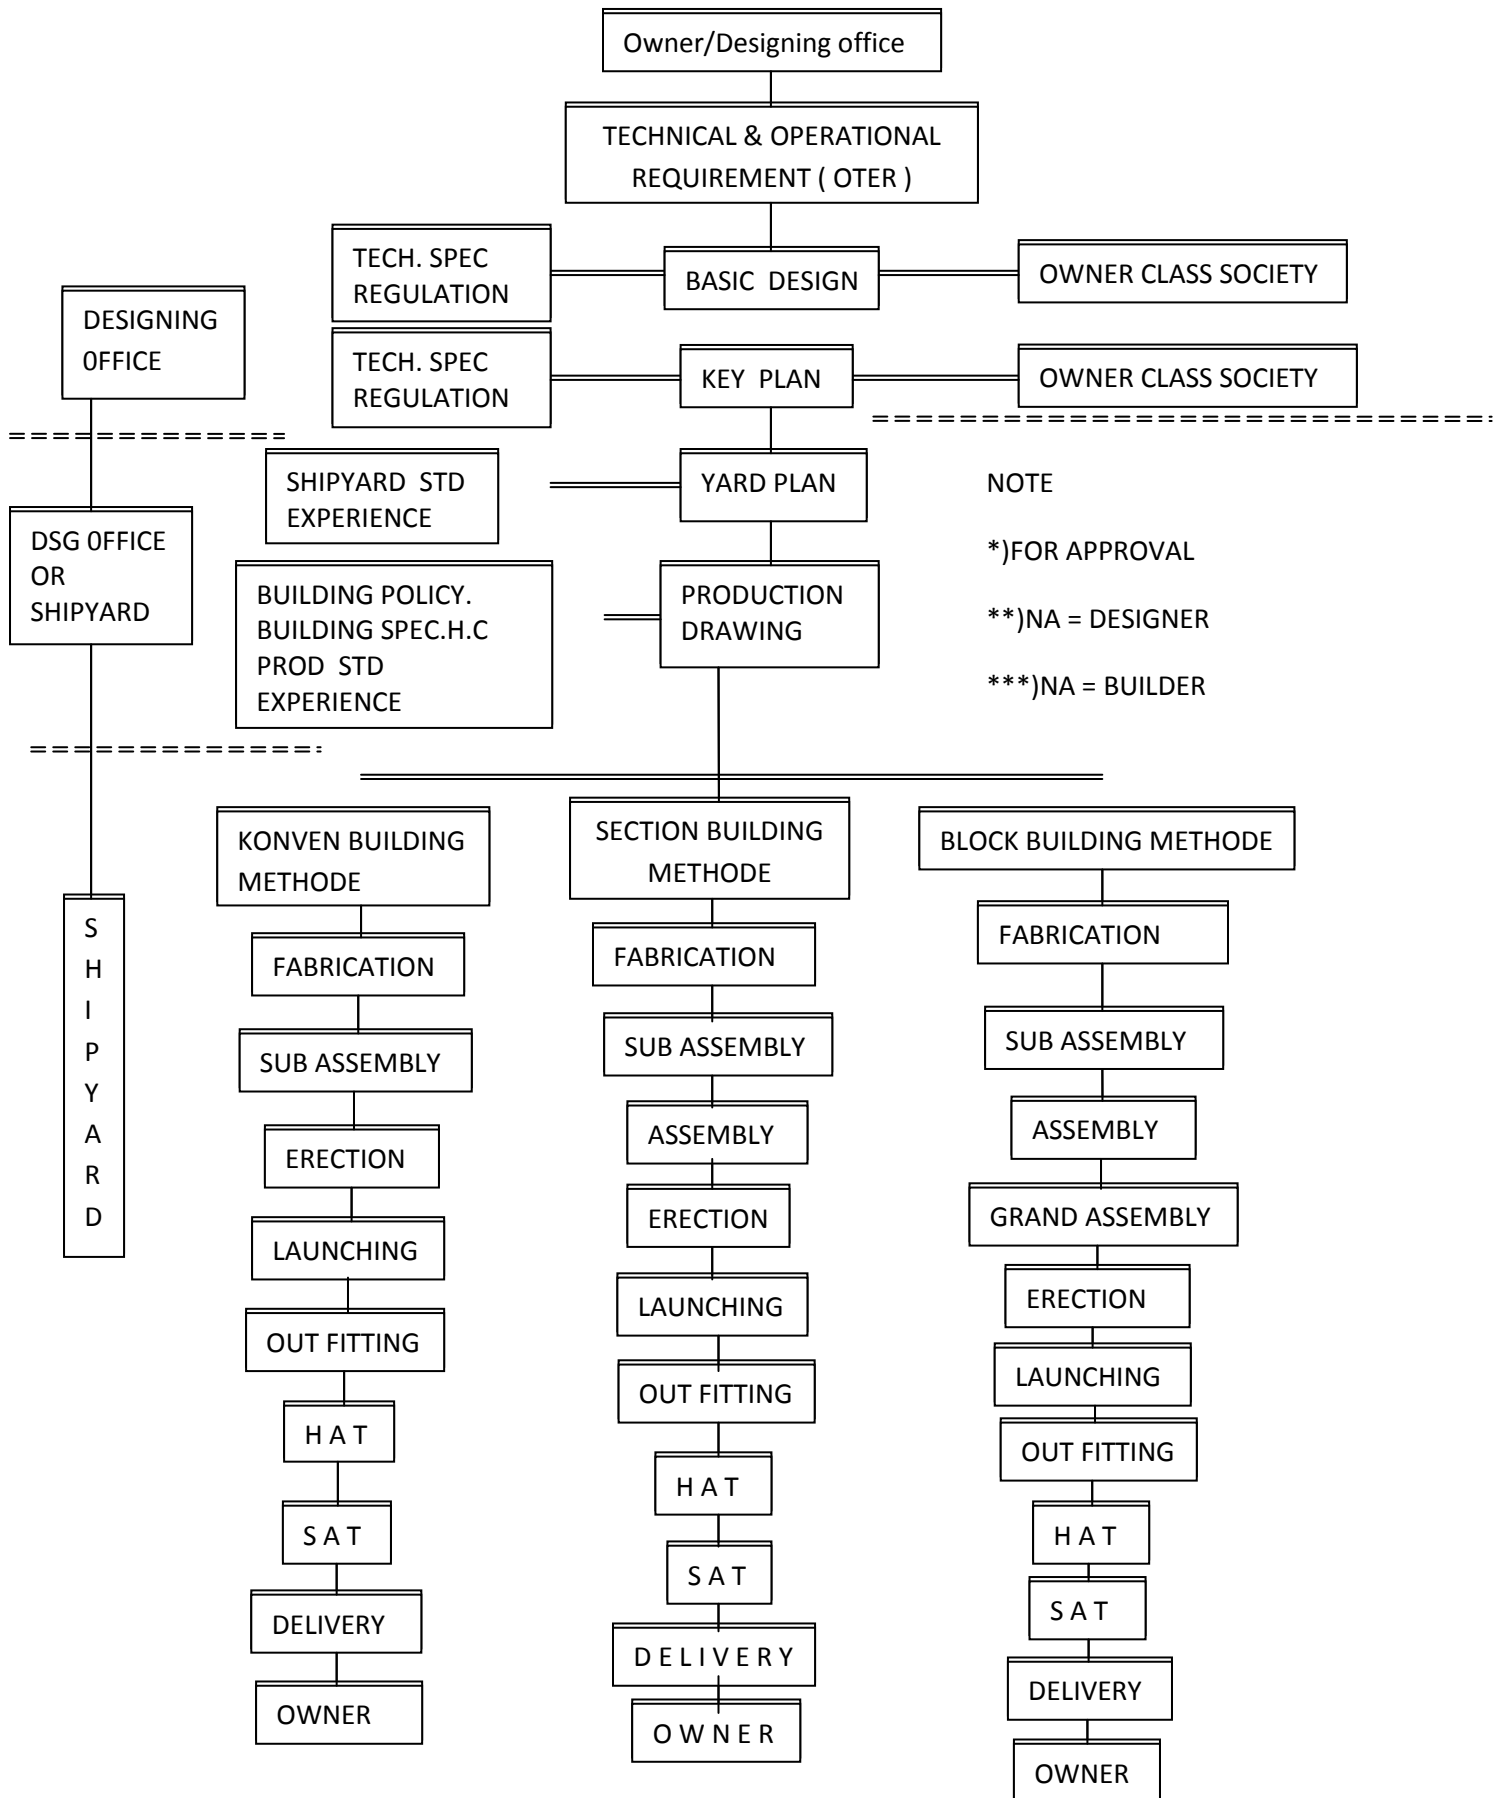 Owner/Designing office
TECHNICAL & OPERATIONAL
REQUIREMENT ( OTER )
TECH. SPEC
REGULATION
BASIC DESIGN
OWNER CLASS SOCIETY
DESIGNING
0FFICE
TECH. SPEC
REGULATION
KEY PLAN
OWNER CLASS SOCIETY
SHIPYARD STD
EXPERIENCE
YARD PLAN
NOTE
*)FOR APPROVAL
**)NA = DESIGNER
***)NA = BUILDER
DSG 0FFICE
OR
SHIPYARD
BUILDING POLICY.
BUILDING SPEC.H.C
PROD STD
EXPERIENCE
PRODUCTION
DRAWING
S
H
I
P
Y
A
R
D
KONVEN BUILDING
METHODE
FABRICATION
SUB ASSEMBLY
ERECTION
LAUNCHING
OUT FITTING
H A T
S A T
DELIVERY
OWNER
SECTION BUILDING
METHODE
FABRICATION
SUB ASSEMBLY
ASSEMBLY
ERECTION
LAUNCHING
OUT FITTING
H A T
S A T
D E L I V E R Y
O W N E R
BLOCK BUILDING METHODE
FABRICATION
SUB ASSEMBLY
ASSEMBLY
GRAND ASSEMBLY
ERECTION
LAUNCHING
OUT FITTING
H A T
S A T
DELIVERY
OWNER